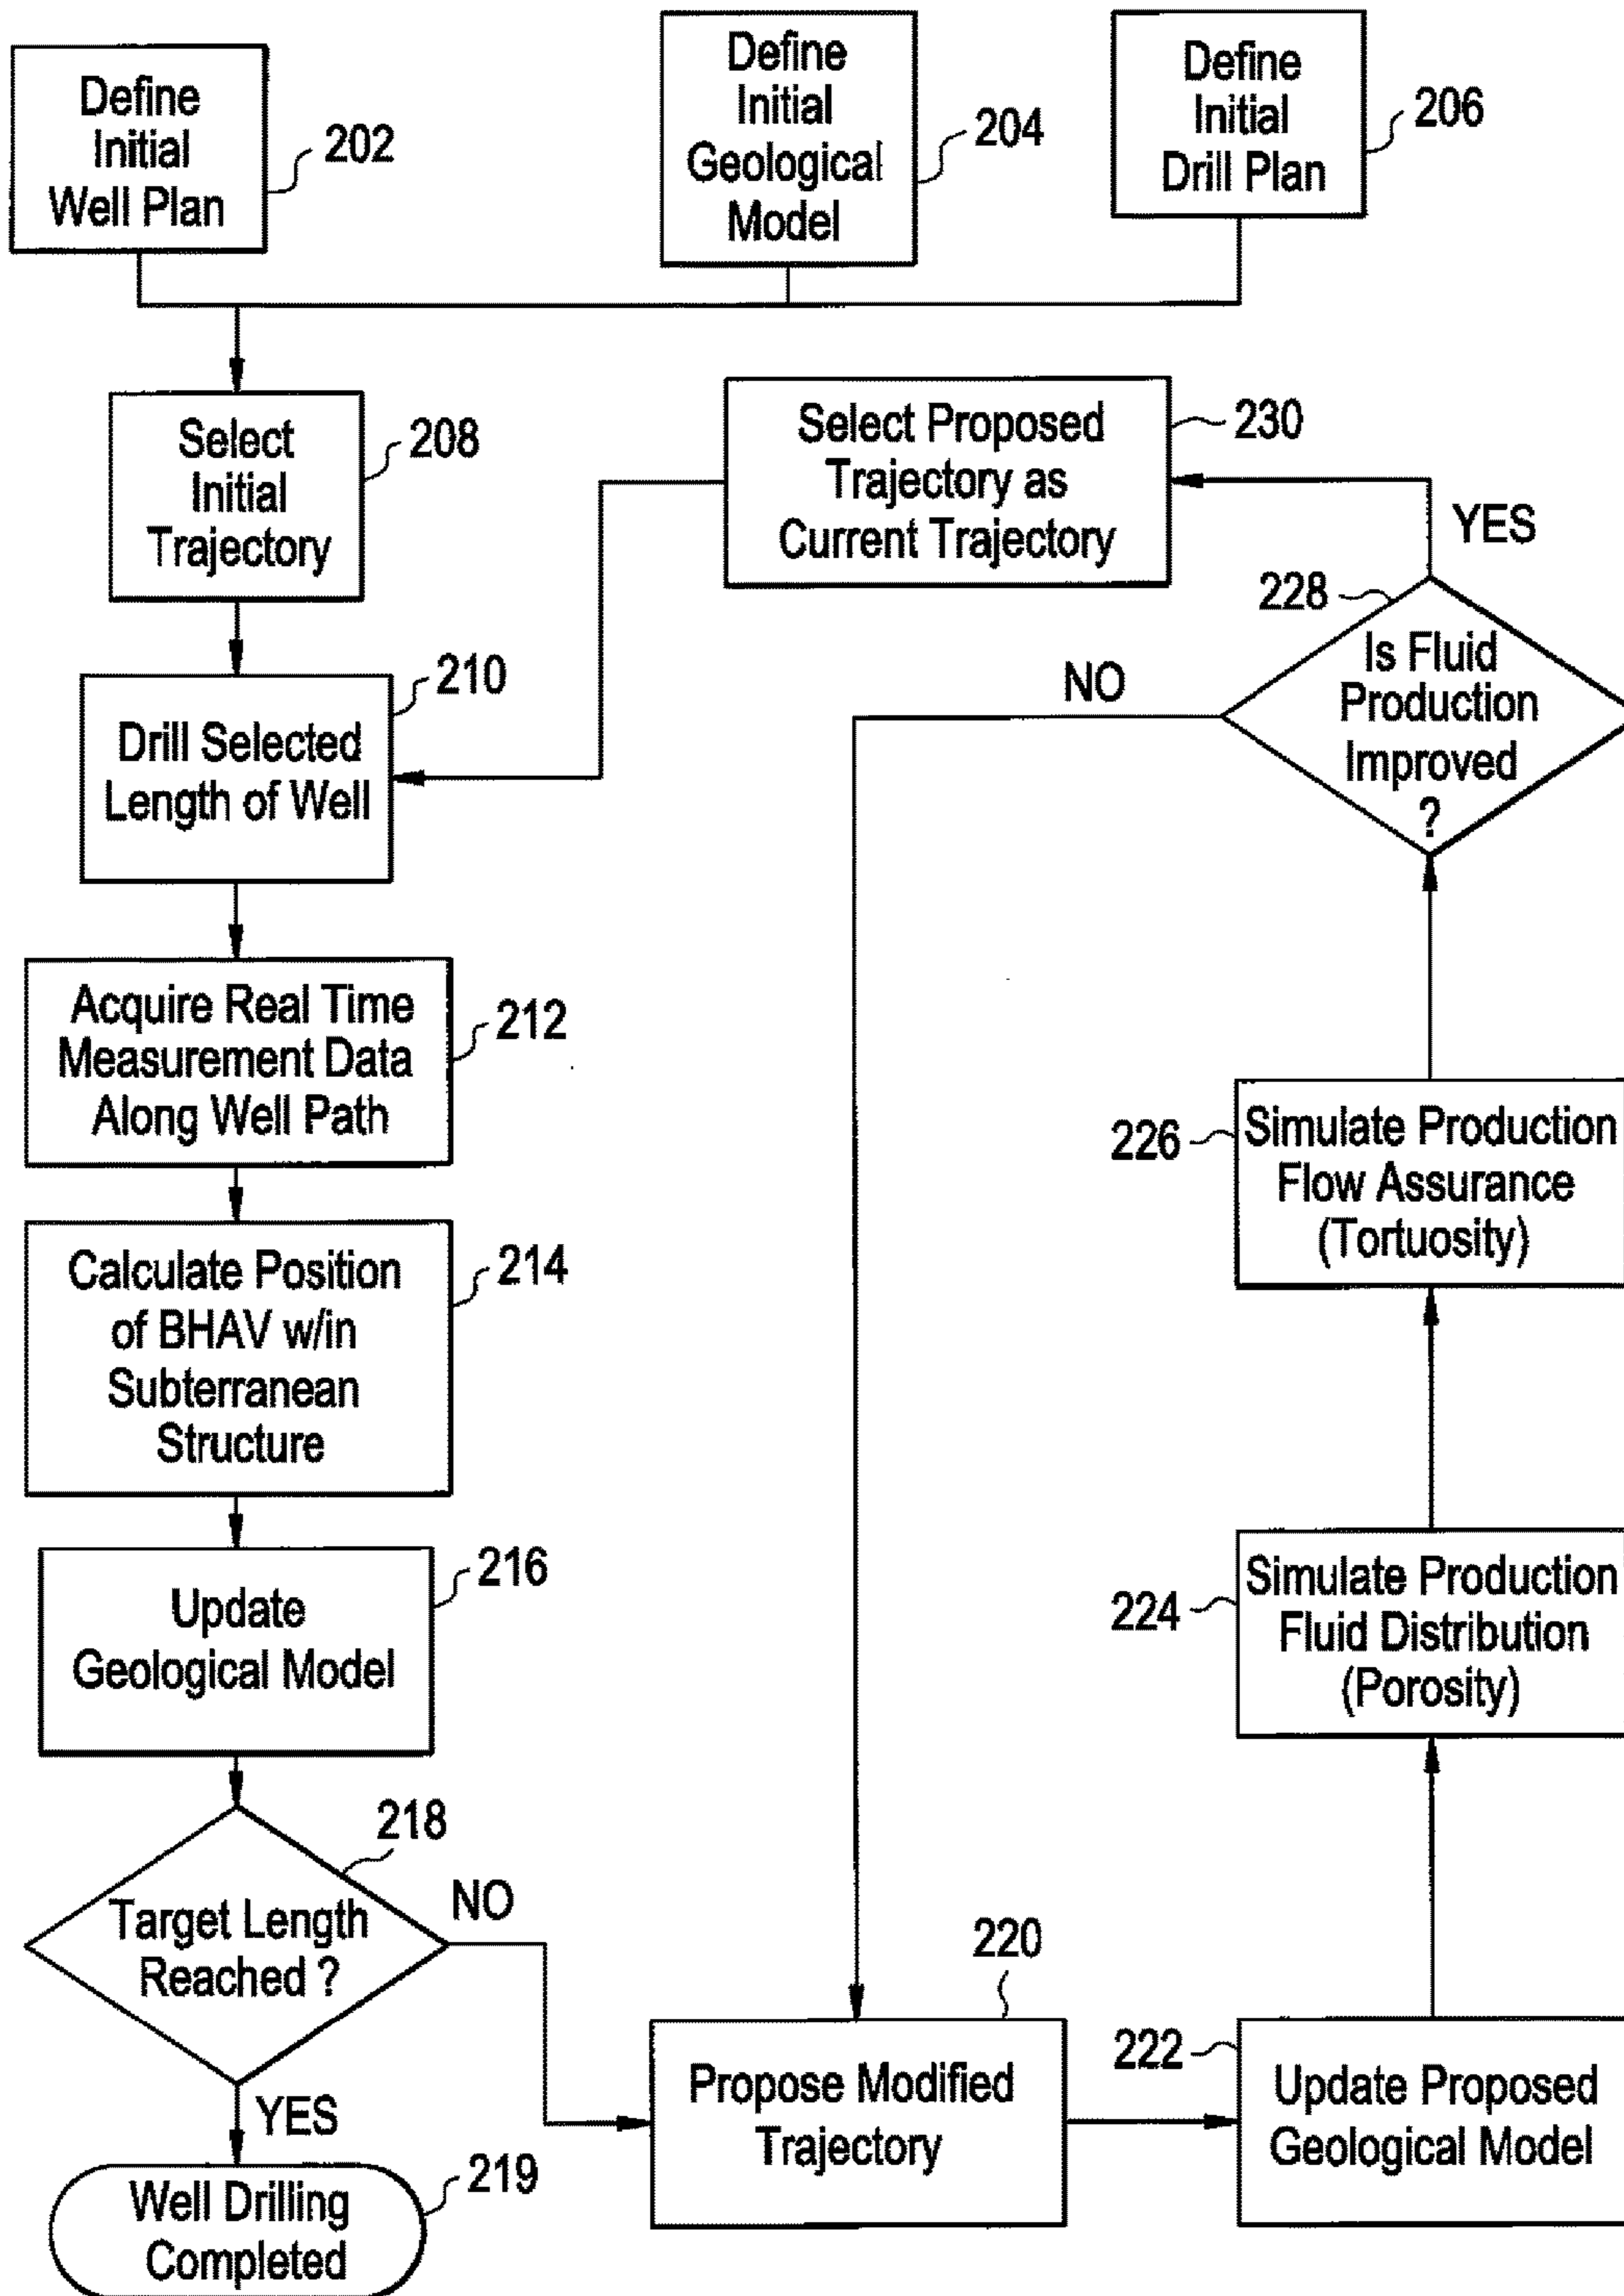 Define
Initial
Well Plan
202
Define
Initial
Geological
Model
204
Define
Initial
Drill Plan
206
Select
Initial
Trajectory
208
Select Proposed
Trajectory as
Current Trajectory
230
YES
228
Is Fluid
Production
Improved
?
NO
Drill Selected
Length of Well
210
Acquire Real Time
Measurement Data
Along Well Path
212
Calculate Position
of BHAV w/in
Subterranean
Structure
214
Update
Geological Model
216
Target Length
Reached ?
218
NO
YES
Well Drilling
Completed
219
Propose Modified
Trajectory
220
Update Proposed
Geological Model
222
Simulate Production
Fluid Distribution
(Porosity)
224
Simulate Production
Flow Assurance
(Tortuosity)
226